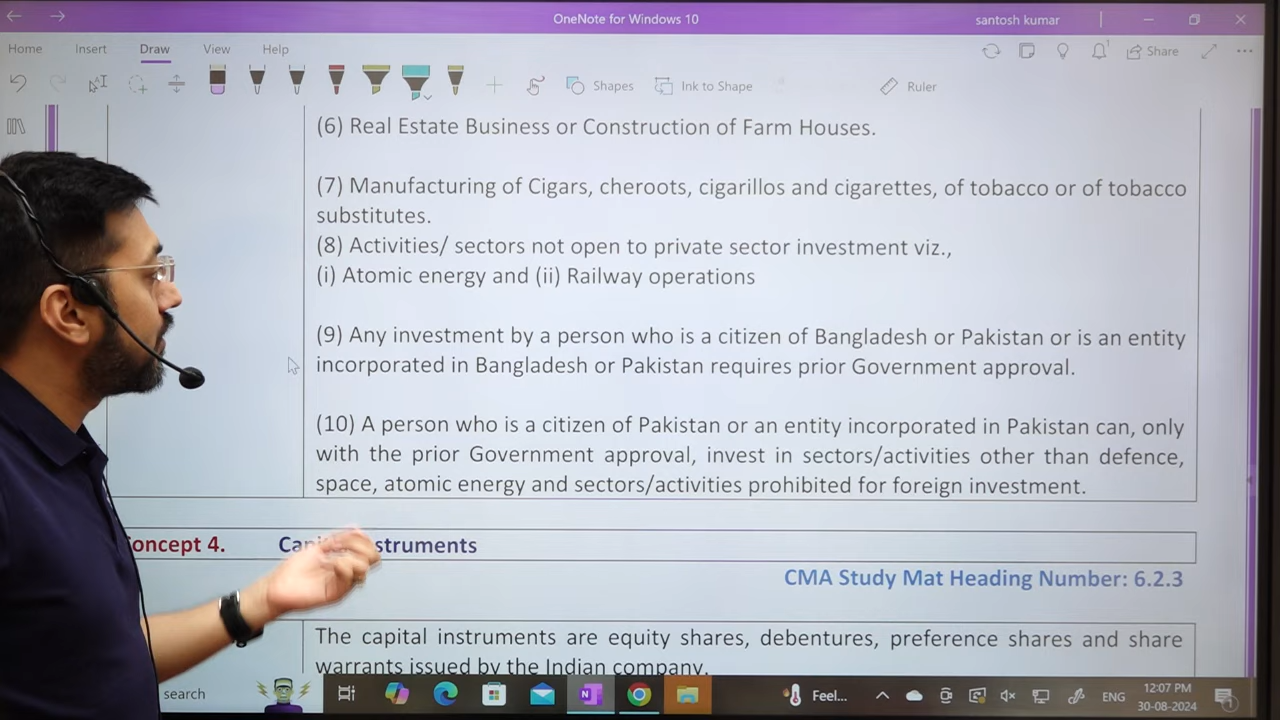 OneNote for Windows 10
santosh kumar
Home Insert Draw View Help
Share
Shapes Ink to Shape Ruler
(6) Real Estate Business or Construction of Farm Houses.
(7) Manufacturing of Cigars, cheroots, cigarillos and cigarettes, of tobacco or of tobacco
substitutes.
(8) Activities/ sectors not open to private sector investment viz.,
(i) Atomic energy and (ii) Railway operations
(9) Any investment by a person who is a citizen of Bangladesh or Pakistan or is an entity
incorporated in Bangladesh or Pakistan requires prior Government approval.
(10) A person who is a citizen of Pakistan or an entity incorporated in Pakistan can, only
with the prior Government approval, invest in sectors/activities other than defence,
space, atomic energy and sectors/activities prohibited for foreign investment.
oncept 4.
CMA Study Mat Heading Number: 6.2.3
The capital instruments are equity shares, debentures, preference shares and share
warrants issued by the Indian company.
search
Feel...
ENG
12:07 PM
30-08-2024